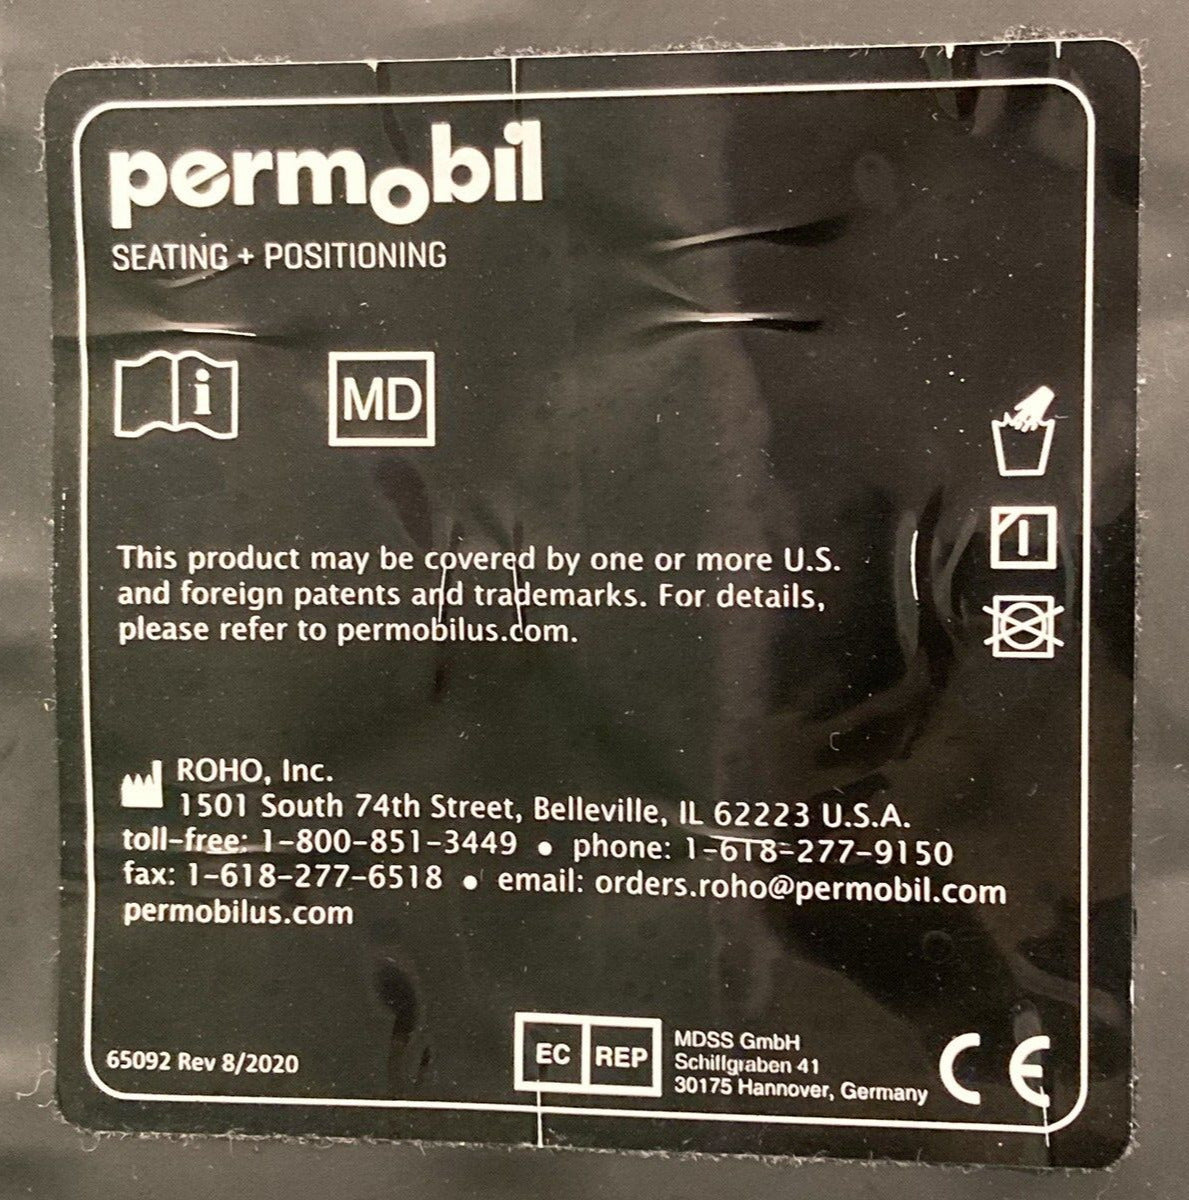 permobil
SEATING + POSITIONING
i
MD
This product may be covered by one or more U.S.
and foreign patents and trademarks. For details,
please refer to permobilus.com.
ROHO, Inc.
1501 South 74th Street, Belleville, IL 62223 U.S.A.
toll-free: 1-800-851-3449 • phone: 1-618-277-9150
fax: 1-618-277-6518 • email: orders.roho@permobil.com
permobilus.com
65092 Rev 8/2020
EC REP
MDSS GmbH
Schiffgraben 41
30175 Hannover, Germany
CE